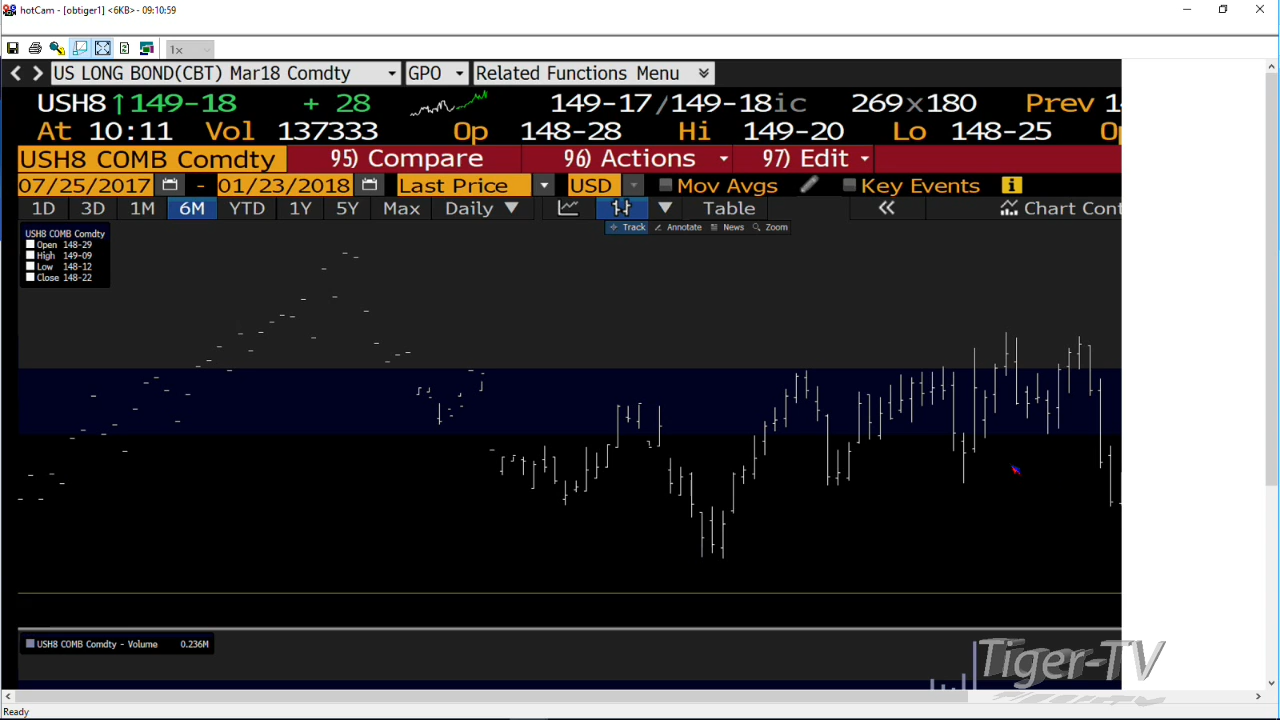 hotCam - [obtiger1] <6KB>- 09:10:59
1x
US LONG BOND(CBT) Mar18 Comdty GPO Related Functions Menu
USH8 ↑149-18 + 28 149-17/149-18ic 269x180 Prev
At 10:11 Vol 137333 Op 148-28 Hi 149-20 Lo 148-25
USH8 COMB Comdty 95) Compare 96) Actions 97) Edit
07/25/2017 - 01/23/2018 Last Price USD Mov Avgs Key Events
1D 3D 1M 6M YTD 1Y 5Y Max Daily ▼ Table « Chart Cont
Track Annotate News Zoom
USH8 COMB Comdty
Open 148-29
High 149-09
Low 148-12
Close 148-22
USH8 COMB Comdty - Volume 0.236M
Tiger-TV
Ready